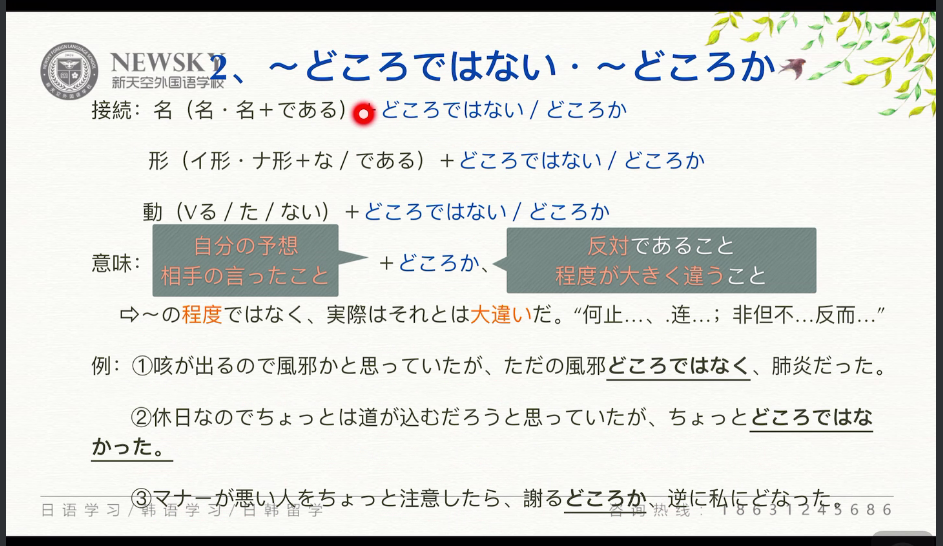 NEWSKY
新天空外国语学校
2、～どころではない・～どころか
接続：名（名・名＋である）＋どころではない / どころか
形（イ形・ナ形＋な / である）＋どころではない / どころか
動（Vる / た / ない）＋どころではない / どころか
自分の予想
相手の言ったこと
意味：
＋どころか、
反対であること
程度が大きく違うこと
⇨～の程度ではなく、実際はそれとは大違いだ。“何止…、.连…；非但不…反而…”
例：①咳が出るので風邪かと思っていたが、ただの風邪どころではなく、肺炎だった。
②休日なのでちょっとは道が込むだろうと思っていたが、ちょっとどころではな
かった。
③マナーが悪い人をちょっと注意したら、謝るどころか、逆に私にどなった。
日语学习/韩语学习/日韩留学
咨询热线：18631245686